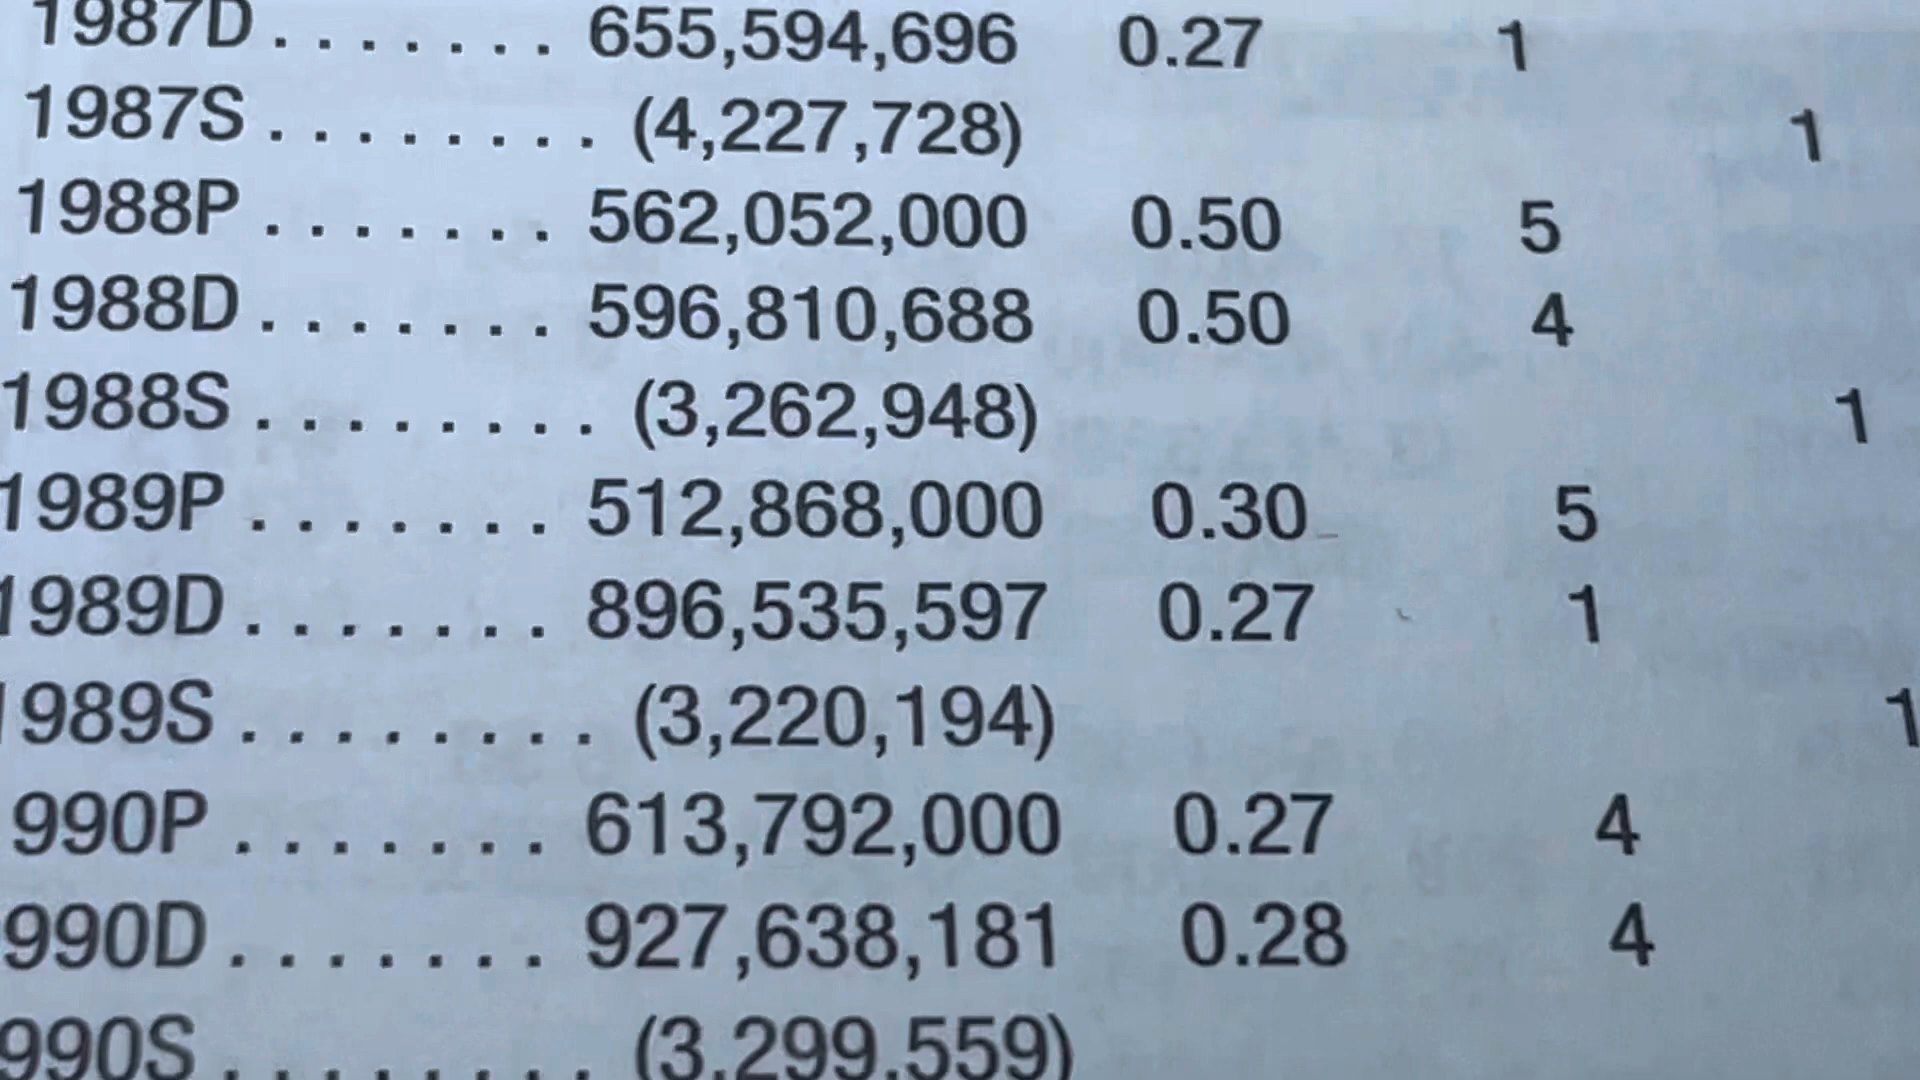 1987D ....... 655,594,696 0.27 1
1987S ........ (4,227,728) 1
1988P ....... 562,052,000 0.50 5
1988D ....... 596,810,688 0.50 4
1988S ........ (3,262,948) 1
1989P ....... 512,868,000 0.30 5
1989D ....... 896,535,597 0.27 1
1989S ........ (3,220,194) 1
990P ....... 613,792,000 0.27 4
990D ....... 927,638,181 0.28 4
990S ........ (3,299,559)